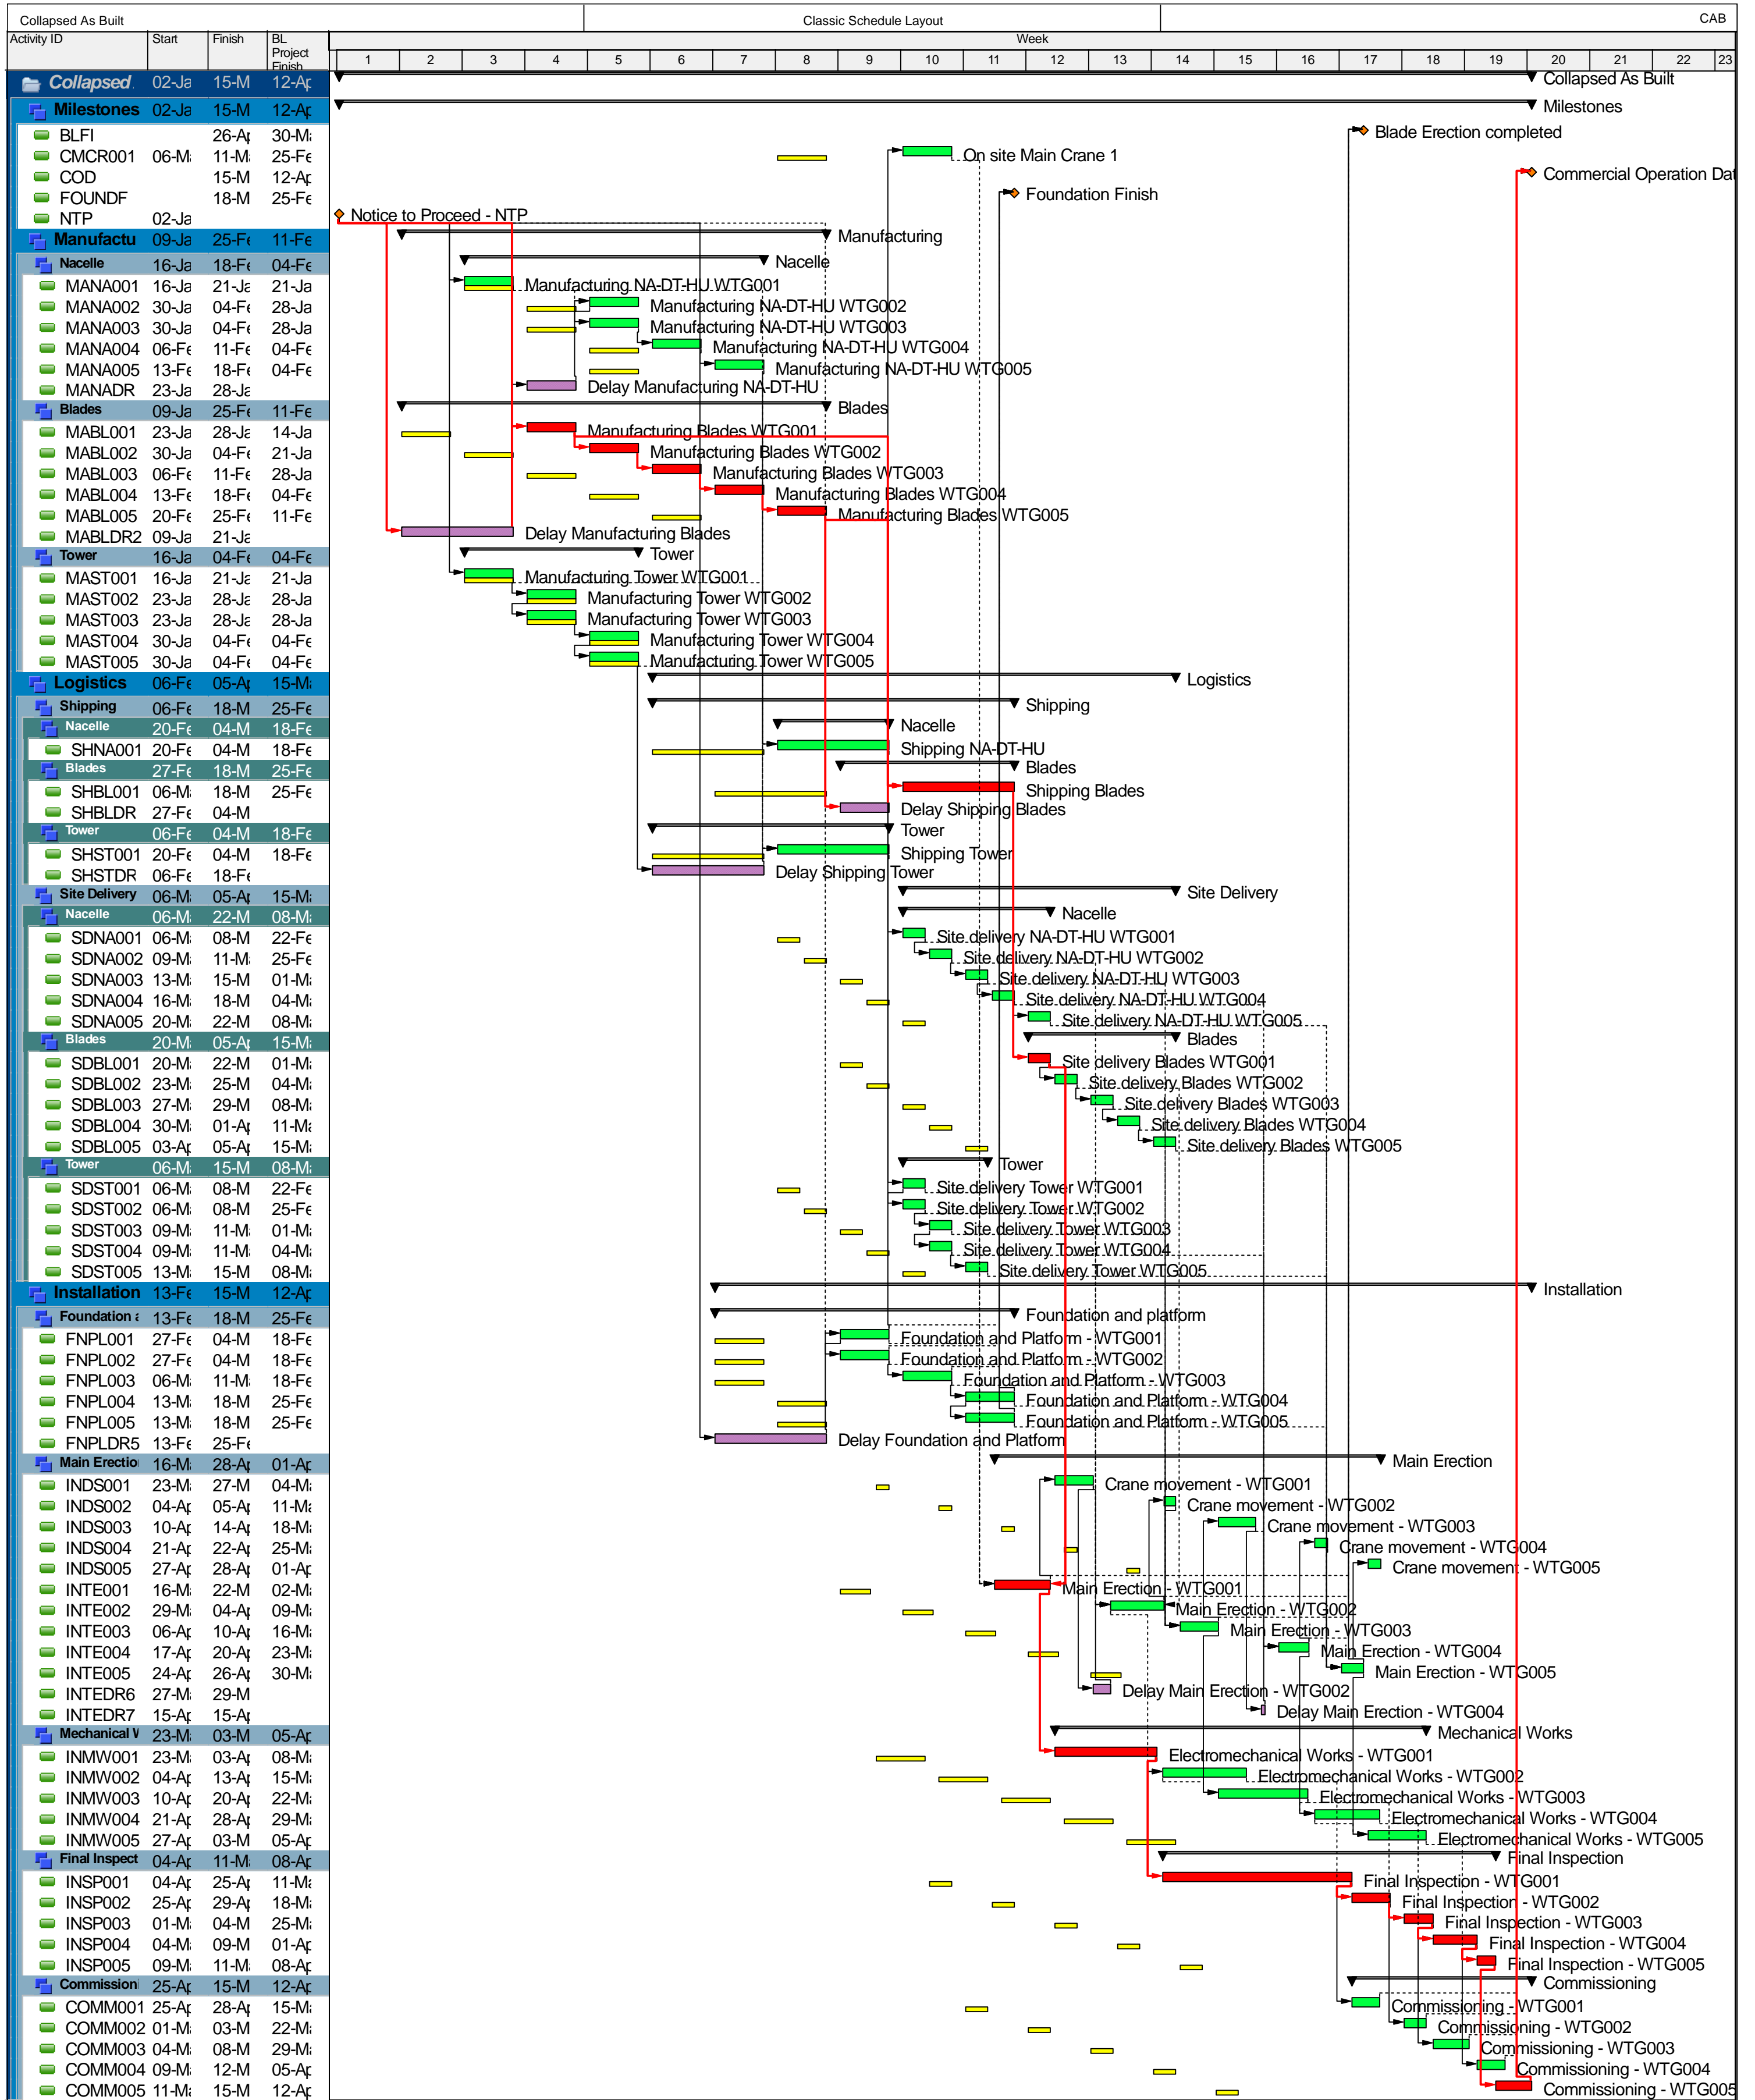 Collapsed As Built Classic Schedule Layout CAB
Activity ID Start Finish BL Project Finish Week
1 2 3 4 5 6 7 8 9 10 11 12 13 14 15 16 17 18 19 20 21 22 23
Collapsed 02-Ja 15-M 12-Ap Collapsed As Built
Milestones 02-Ja 15-M 12-Ap Milestones
BLFI 26-Ap 30-Ma Blade Erection completed
CMCR001 06-Ma 11-Ma 25-Fe On site Main Crane 1
COD 15-M 12-Ap Commercial Operation Dat
FOUNDF 18-M 25-Fe Foundation Finish
NTP 02-Ja Notice to Proceed - NTP
Manufactu 09-Ja 25-Fe 11-Fe Manufacturing
Nacelle 16-Ja 18-Fe 04-Fe Nacelle
MANA001 16-Ja 21-Ja 21-Ja Manufacturing NA-DT-HU WTG001
MANA002 30-Ja 04-Fe 28-Ja Manufacturing NA-DT-HU WTG002
MANA003 30-Ja 04-Fe 28-Ja Manufacturing NA-DT-HU WTG003
MANA004 06-Fe 11-Fe 04-Fe Manufacturing NA-DT-HU WTG004
MANA005 13-Fe 18-Fe 04-Fe Manufacturing NA-DT-HU WTG005
MANADR 23-Ja 28-Ja Delay Manufacturing NA-DT-HU
Blades 09-Ja 25-Fe 11-Fe Blades
MABL001 23-Ja 28-Ja 14-Ja Manufacturing Blades WTG001
MABL002 30-Ja 04-Fe 21-Ja Manufacturing Blades WTG002
MABL003 06-Fe 11-Fe 28-Ja Manufacturing Blades WTG003
MABL004 13-Fe 18-Fe 04-Fe Manufacturing Blades WTG004
MABL005 20-Fe 25-Fe 11-Fe Manufacturing Blades WTG005
MABLDR2 09-Ja 21-Ja Delay Manufacturing Blades
Tower 16-Ja 04-Fe 04-Fe Tower
MAST001 16-Ja 21-Ja 21-Ja Manufacturing Tower WTG001
MAST002 23-Ja 28-Ja 28-Ja Manufacturing Tower WTG002
MAST003 23-Ja 28-Ja 28-Ja Manufacturing Tower WTG003
MAST004 30-Ja 04-Fe 04-Fe Manufacturing Tower WTG004
MAST005 30-Ja 04-Fe 04-Fe Manufacturing Tower WTG005
Logistics 06-Fe 05-Ap 15-Ma Logistics
Shipping 06-Fe 18-M 25-Fe Shipping
Nacelle 20-Fe 04-M 18-Fe Nacelle
SHNA001 20-Fe 04-M 18-Fe Shipping NA-DT-HU
Blades 27-Fe 18-M 25-Fe Blades
SHBL001 06-Ma 18-M 25-Fe Shipping Blades
SHBLDR 27-Fe 04-M Delay Shipping Blades
Tower 06-Fe 04-M 18-Fe Tower
SHST001 20-Fe 04-M 18-Fe Shipping Tower
SHSTDR 06-Fe 18-Fe Delay Shipping Tower
Site Delivery 06-Ma 05-Ap 15-Ma Site Delivery
Nacelle 06-Ma 22-M 08-Ma Nacelle
SDNA001 06-Ma 08-M 22-Fe Site delivery NA-DT-HU WTG001
SDNA002 09-Ma 11-Ma 25-Fe Site delivery NA-DT-HU WTG002
SDNA003 13-Ma 15-M 01-Ma Site delivery NA-DT-HU WTG003
SDNA004 16-Ma 18-M 04-Ma Site delivery NA-DT-HU WTG004
SDNA005 20-Ma 22-M 08-Ma Site delivery NA-DT-HU WTG005
Blades 20-Ma 05-Ap 15-Ma Blades
SDBL001 20-Ma 22-M 01-Ma Site delivery Blades WTG001
SDBL002 23-Ma 25-M 04-Ma Site delivery Blades WTG002
SDBL003 27-Ma 29-M 08-Ma Site delivery Blades WTG003
SDBL004 30-Ma 01-Ap 11-Ma Site delivery Blades WTG004
SDBL005 03-Ap 05-Ap 15-Ma Site delivery Blades WTG005
Tower 06-Ma 15-M 08-Ma Tower
SDST001 06-Ma 08-M 22-Fe Site delivery Tower WTG001
SDST002 06-Ma 08-M 25-Fe Site delivery Tower WTG002
SDST003 09-Ma 11-Ma 01-Ma Site delivery Tower WTG003
SDST004 09-Ma 11-Ma 04-Ma Site delivery Tower WTG004
SDST005 13-Ma 15-M 08-Ma Site delivery Tower WTG005
Installation 13-Fe 15-M 12-Ap Installation
Foundation a 13-Fe 18-M 25-Fe Foundation and platform
FNPL001 27-Fe 04-M 18-Fe Foundation and Platform - WTG001
FNPL002 27-Fe 04-M 18-Fe Foundation and Platform - WTG002
FNPL003 06-Ma 11-Ma 18-Fe Foundation and Platform - WTG003
FNPL004 13-Ma 18-M 25-Fe Foundation and Platform - WTG004
FNPL005 13-Ma 18-M 25-Fe Foundation and Platform - WTG005
FNPLDR5 13-Fe 25-Fe Delay Foundation and Platform
Main Erectio 16-Ma 28-Ap 01-Ap Main Erection
INDS001 23-Ma 27-M 04-Ma Crane movement - WTG001
INDS002 04-Ap 05-Ap 11-Ma Crane movement - WTG002
INDS003 10-Ap 14-Ap 18-Ma Crane movement - WTG003
INDS004 21-Ap 22-Ap 25-Ma Crane movement - WTG004
INDS005 27-Ap 28-Ap 01-Ap Crane movement - WTG005
INTE001 16-Ma 22-M 02-Ma Main Erection - WTG001
INTE002 29-Ma 04-Ap 09-Ma Main Erection - WTG002
INTE003 06-Ap 10-Ap 16-Ma Main Erection - WTG003
INTE004 17-Ap 20-Ap 23-Ma Main Erection - WTG004
INTE005 24-Ap 26-Ap 30-Ma Main Erection - WTG005
INTEDR6 27-Ma 29-M Delay Main Erection - WTG002
INTEDR7 15-Ap 15-Ap Delay Main Erection - WTG004
Mechanical W 23-Ma 03-M 05-Ap Mechanical Works
INMW001 23-Ma 03-Ap 08-Ma Electromechanical Works - WTG001
INMW002 04-Ap 13-Ap 15-Ma Electromechanical Works - WTG002
INMW003 10-Ap 20-Ap 22-Ma Electromechanical Works - WTG003
INMW004 21-Ap 28-Ap 29-Ma Electromechanical Works - WTG004
INMW005 27-Ap 03-M 05-Ap Electromechanical Works - WTG005
Final Inspect 04-Ap 11-Ma 08-Ap Final Inspection
INSP001 04-Ap 25-Ap 11-Ma Final Inspection - WTG001
INSP002 25-Ap 29-Ap 18-Ma Final Inspection - WTG002
INSP003 01-Ma 04-M 25-Ma Final Inspection - WTG003
INSP004 04-Ma 09-M 01-Ap Final Inspection - WTG004
INSP005 09-Ma 11-Ma 08-Ap Final Inspection - WTG005
Commission 25-Ap 15-M 12-Ap Commissioning
COMM001 25-Ap 28-Ap 15-Ma Commissioning - WTG001
COMM002 01-Ma 03-M 22-Ma Commissioning - WTG002
COMM003 04-Ma 08-M 29-Ma Commissioning - WTG003
COMM004 09-Ma 12-M 05-Ap Commissioning - WTG004
COMM005 11-Ma 15-M 12-Ap Commissioning - WTG005